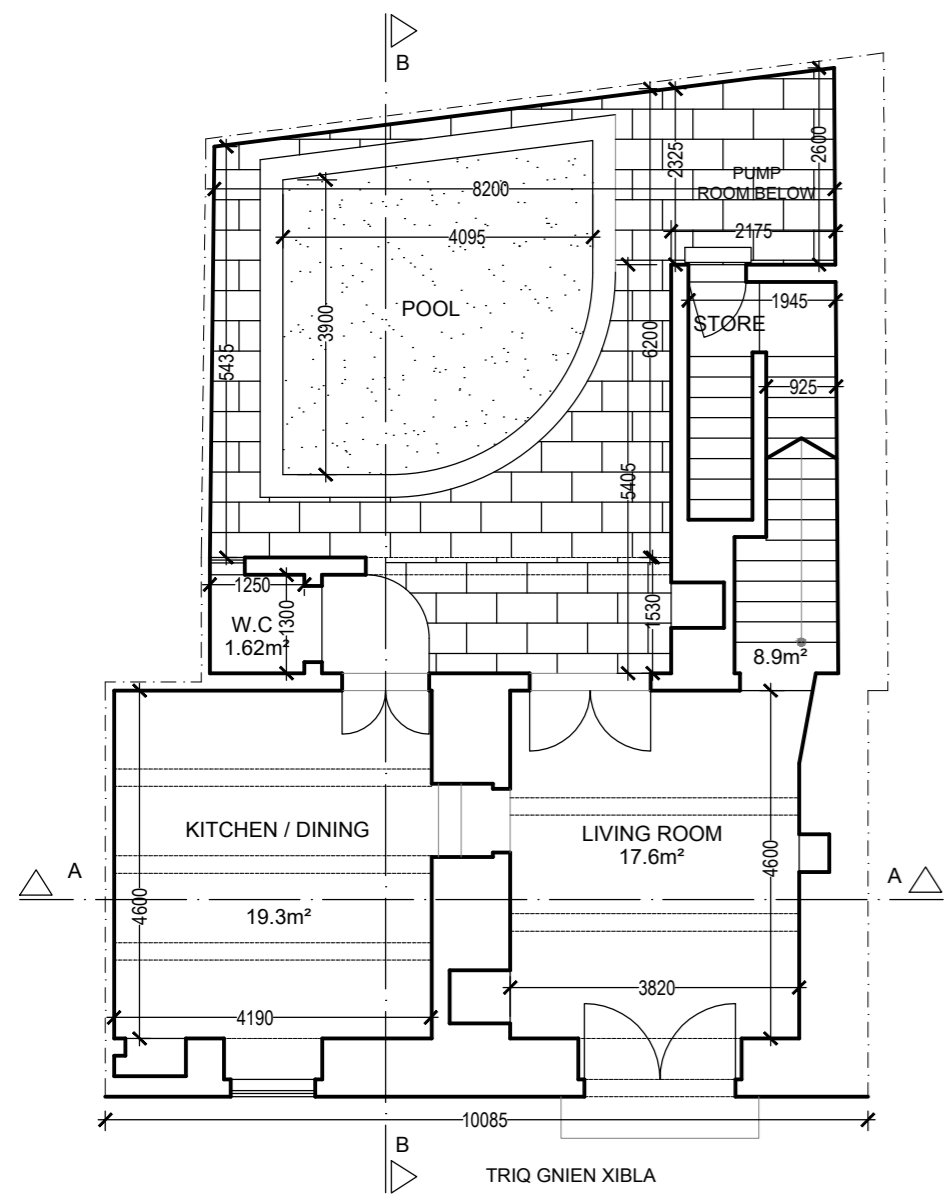 B
2325
2600
PUMP
ROOM BELOW
8200
2175
4095
1945
POOL
STORE
3900
6200
5435
925
5405
1250
W.C
1.62m²
1300
1530
8.9m²
KITCHEN / DINING
LIVING ROOM
17.6m²
A
A
4600
4600
19.3m²
3820
4190
10085
B
TRIQ GNIEN XIBLA